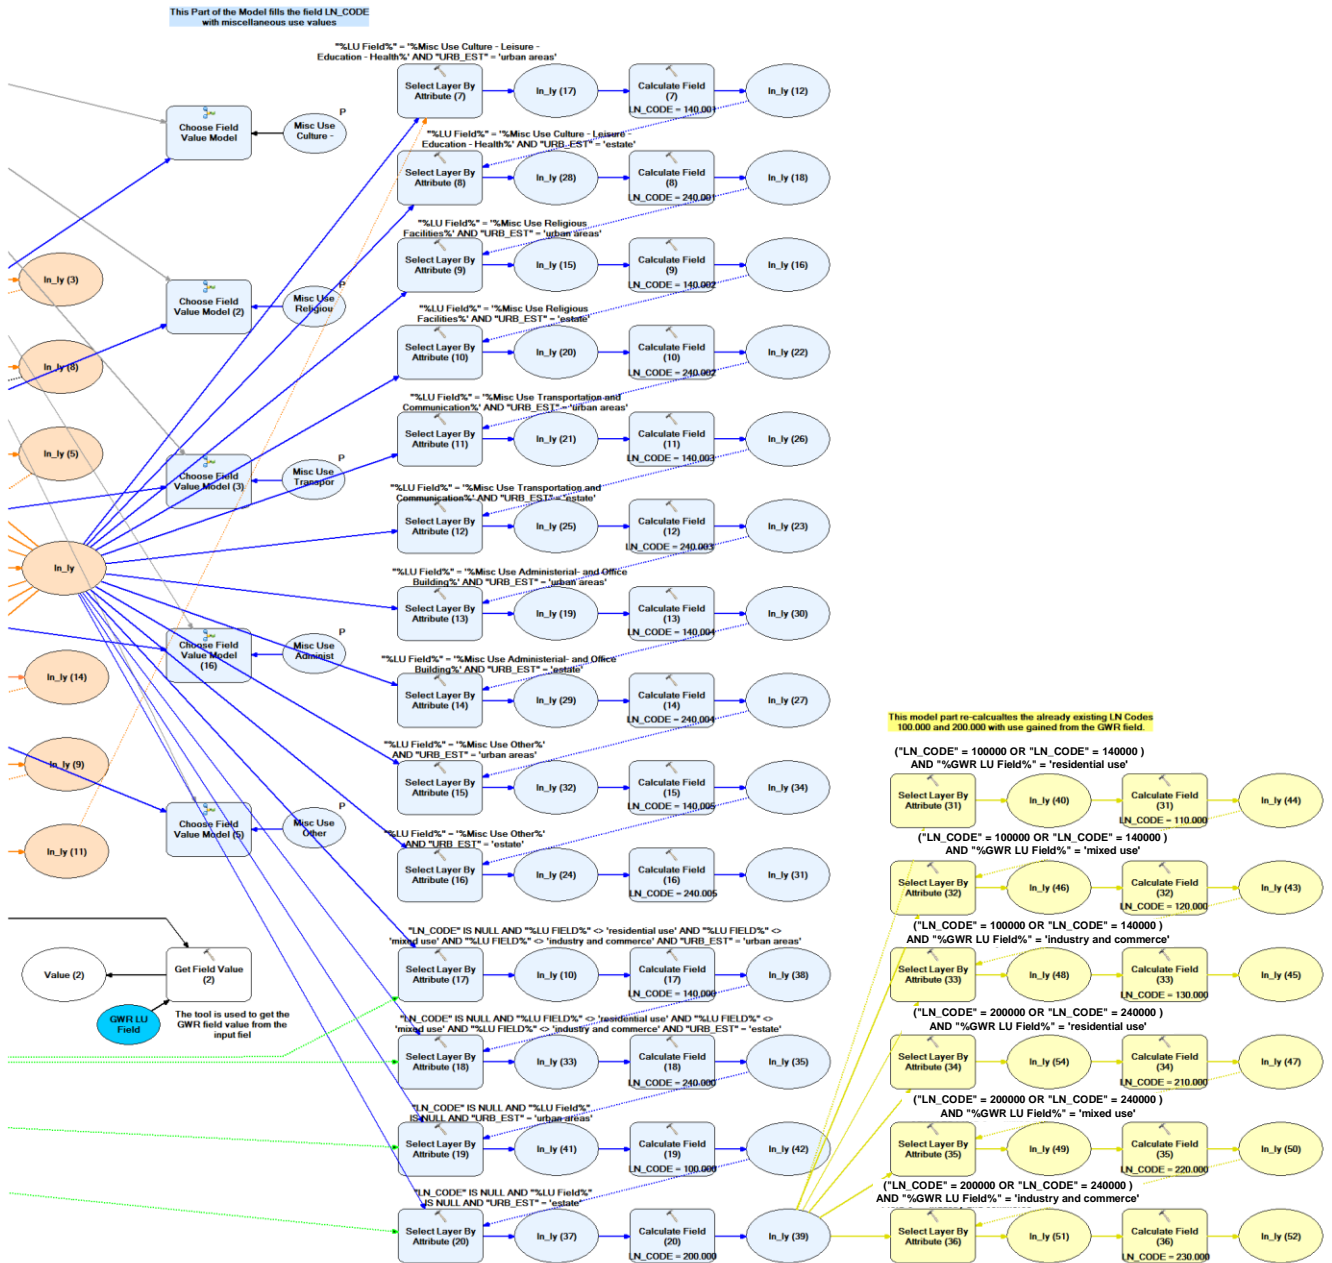 This Part of the Model fills the field LN_CODE
with miscellaneous use values
Choose Field
Value Model
Misc Use
Culture -
P
Choose Field
Value Model (2)
Misc Use
Religiou
P
Choose Field
Value Model (3)
Misc Use
Transpor
P
Choose Field
Value Model
(16)
Misc Use
Administ
P
Choose Field
Value Model (5)
Misc Use
Other
P
ln_ly (3)
ln_ly (8)
ln_ly (5)
ln_ly
ln_ly (14)
ln_ly (9)
ln_ly (11)
Value (2)
Get Field Value
(2)
GWR LU
Field
The tool is used to get the
GWR field value from the
input fiel
"%LU Field%" = '%Misc Use Culture - Leisure -
Education - Health%' AND "URB_EST" = 'urban areas'
Select Layer By
Attribute (7)
ln_ly (17)
Calculate Field
(7)
LN_CODE = 140.001
ln_ly (12)
"%LU Field%" = '%Misc Use Culture - Leisure -
Education - Health%' AND "URB_EST" = 'estate'
Select Layer By
Attribute (8)
ln_ly (28)
Calculate Field
(8)
LN_CODE = 240.001
ln_ly (18)
"%LU Field%" = '%Misc Use Religious
Facilities%' AND "URB_EST" = 'urban areas'
Select Layer By
Attribute (9)
ln_ly (15)
Calculate Field
(9)
LN_CODE = 140.002
ln_ly (16)
"%LU Field%" = '%Misc Use Religious
Facilities%' AND "URB_EST" = 'estate'
Select Layer By
Attribute (10)
ln_ly (20)
Calculate Field
(10)
LN_CODE = 240.002
ln_ly (22)
"%LU Field%" = '%Misc Use Transportation and
Communication%' AND "URB_EST" = 'urban areas'
Select Layer By
Attribute (11)
ln_ly (21)
Calculate Field
(11)
LN_CODE = 140.003
ln_ly (26)
"%LU Field%" = '%Misc Use Transportation and
Communication%' AND "URB_EST" = 'estate'
Select Layer By
Attribute (12)
ln_ly (25)
Calculate Field
(12)
LN_CODE = 240.003
ln_ly (23)
"%LU Field%" = '%Misc Use Administerial- and Office
Building%' AND "URB_EST" = 'urban areas'
Select Layer By
Attribute (13)
ln_ly (19)
Calculate Field
(13)
LN_CODE = 140.004
ln_ly (30)
"%LU Field%" = '%Misc Use Administerial- and Office
Building%' AND "URB_EST" = 'estate'
Select Layer By
Attribute (14)
ln_ly (29)
Calculate Field
(14)
LN_CODE = 240.004
ln_ly (27)
"%LU Field%" = '%Misc Use Other%'
AND "URB_EST" = 'urban areas'
Select Layer By
Attribute (15)
ln_ly (32)
Calculate Field
(15)
LN_CODE = 140.005
ln_ly (34)
"%LU Field%" = '%Misc Use Other%'
AND "URB_EST" = 'estate'
Select Layer By
Attribute (16)
ln_ly (24)
Calculate Field
(16)
LN_CODE = 240.005
ln_ly (31)
"LN_CODE" IS NULL AND "%LU FIELD%" <> 'residential use' AND "%LU FIELD%" <>
'mixed use' AND "%LU FIELD%" <> 'industry and commerce' AND "URB_EST" = 'urban areas'
Select Layer By
Attribute (17)
ln_ly (10)
Calculate Field
(17)
LN_CODE = 140.000
ln_ly (38)
"LN_CODE" IS NULL AND "%LU FIELD%" <> 'residential use' AND "%LU FIELD%" <>
'mixed use' AND "%LU FIELD%" <> 'industry and commerce' AND "URB_EST" = 'estate'
Select Layer By
Attribute (18)
ln_ly (33)
Calculate Field
(18)
LN_CODE = 240.000
ln_ly (35)
"LN_CODE" IS NULL AND "%LU Field%"
IS NULL AND "URB_EST" = 'urban areas'
Select Layer By
Attribute (19)
ln_ly (41)
Calculate Field
(19)
LN_CODE = 100.000
ln_ly (42)
"LN_CODE" IS NULL AND "%LU Field%"
IS NULL AND "URB_EST" = 'estate'
Select Layer By
Attribute (20)
ln_ly (37)
Calculate Field
(20)
LN_CODE = 200.000
ln_ly (39)
This model part re-calcualtes the already existing LN Codes
100.000 and 200.000 with use gained from the GWR field.
("LN_CODE" = 100000 OR "LN_CODE" = 140000 )
AND "%GWR LU Field%" = 'residential use'
Select Layer By
Attribute (31)
ln_ly (40)
Calculate Field
(31)
LN_CODE = 110.000
ln_ly (44)
("LN_CODE" = 100000 OR "LN_CODE" = 140000 )
AND "%GWR LU Field%" = 'mixed use'
Select Layer By
Attribute (32)
ln_ly (46)
Calculate Field
(32)
LN_CODE = 120.000
ln_ly (43)
("LN_CODE" = 100000 OR "LN_CODE" = 140000 )
AND "%GWR LU Field%" = 'industry and commerce'
Select Layer By
Attribute (33)
ln_ly (48)
Calculate Field
(33)
LN_CODE = 130.000
ln_ly (45)
("LN_CODE" = 200000 OR "LN_CODE" = 240000 )
AND "%GWR LU Field%" = 'residential use'
Select Layer By
Attribute (34)
ln_ly (54)
Calculate Field
(34)
LN_CODE = 210.000
ln_ly (47)
("LN_CODE" = 200000 OR "LN_CODE" = 240000 )
AND "%GWR LU Field%" = 'mixed use'
Select Layer By
Attribute (35)
ln_ly (49)
Calculate Field
(35)
LN_CODE = 220.000
ln_ly (50)
("LN_CODE" = 200000 OR "LN_CODE" = 240000 )
AND "%GWR LU Field%" = 'industry and commerce'
Select Layer By
Attribute (36)
ln_ly (51)
Calculate Field
(36)
LN_CODE = 230.000
ln_ly (52)